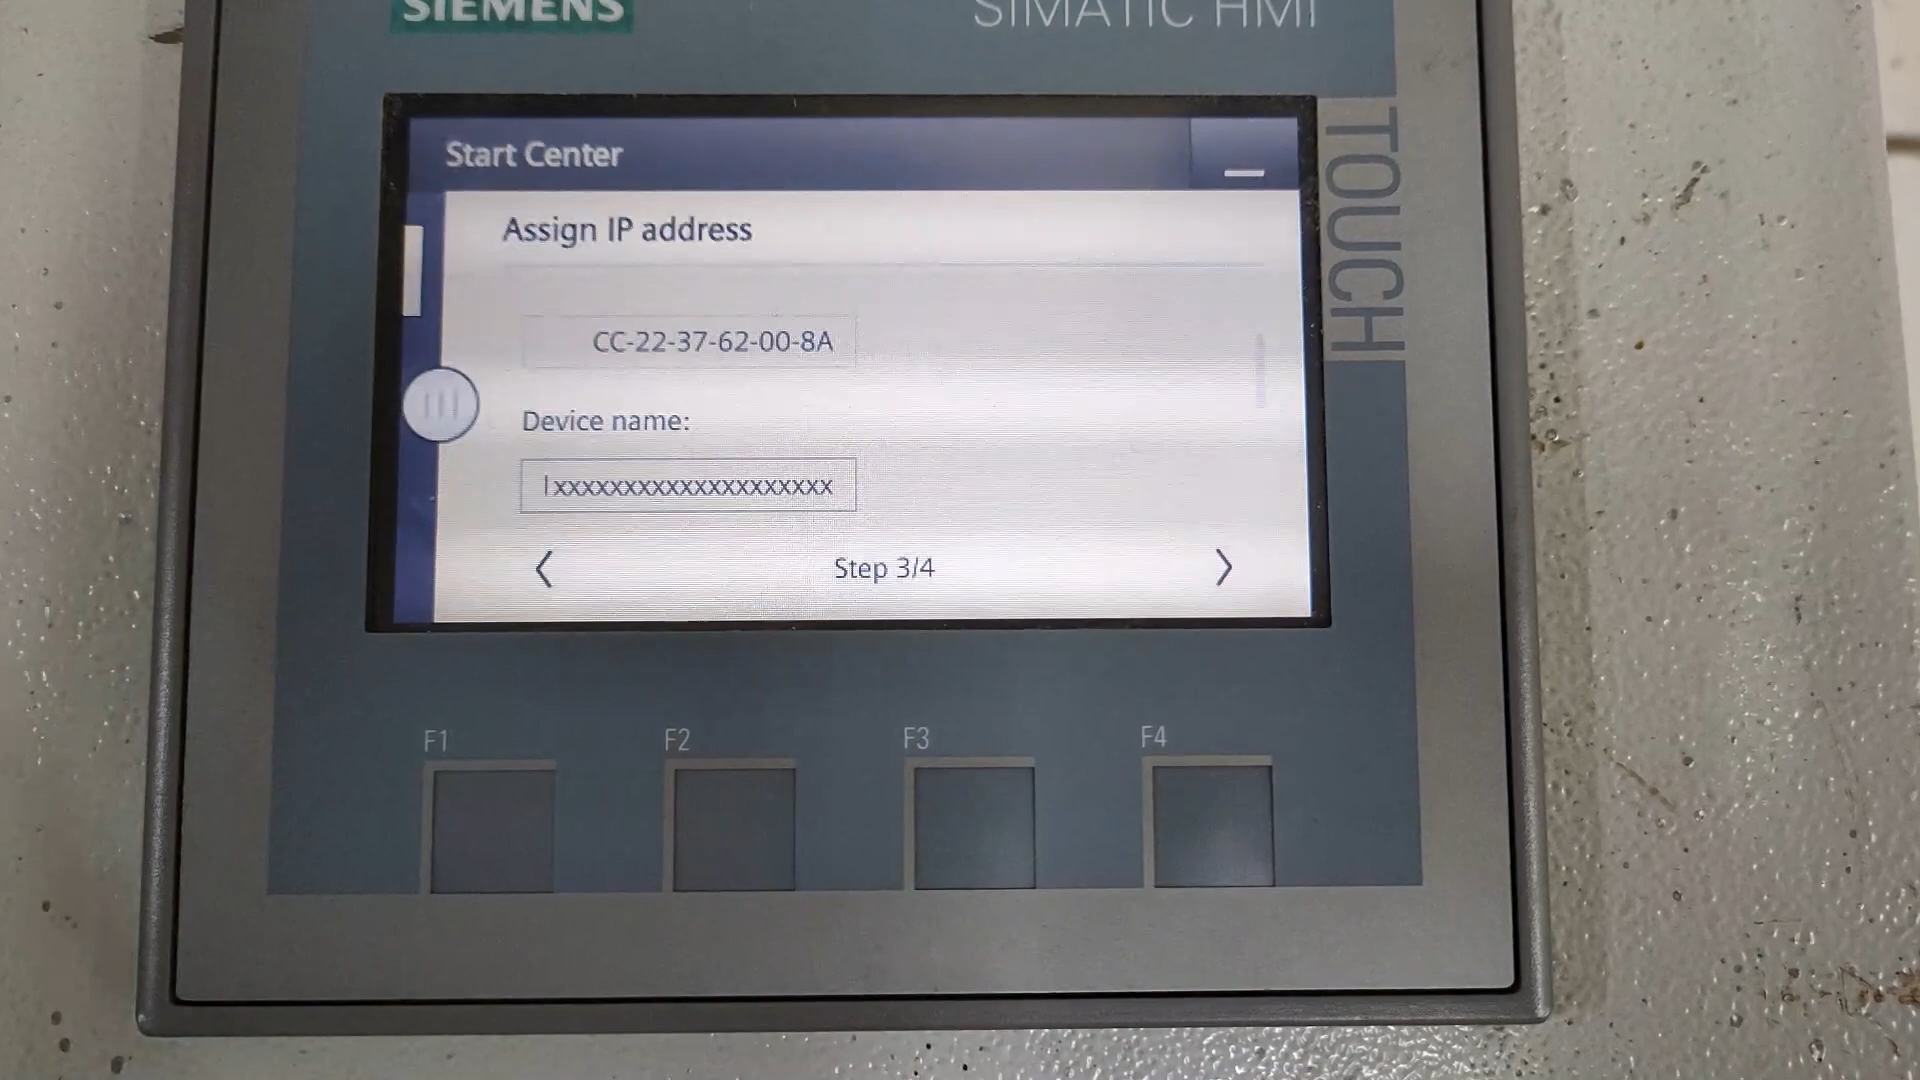 SIEMENS
SIMATIC HMI
TOUCH
Start Center
Assign IP address
CC-22-37-62-00-8A
Device name:
lxxxxxxxxxxxxxxxxxxxx
Step 3/4
F1
F2
F3
F4